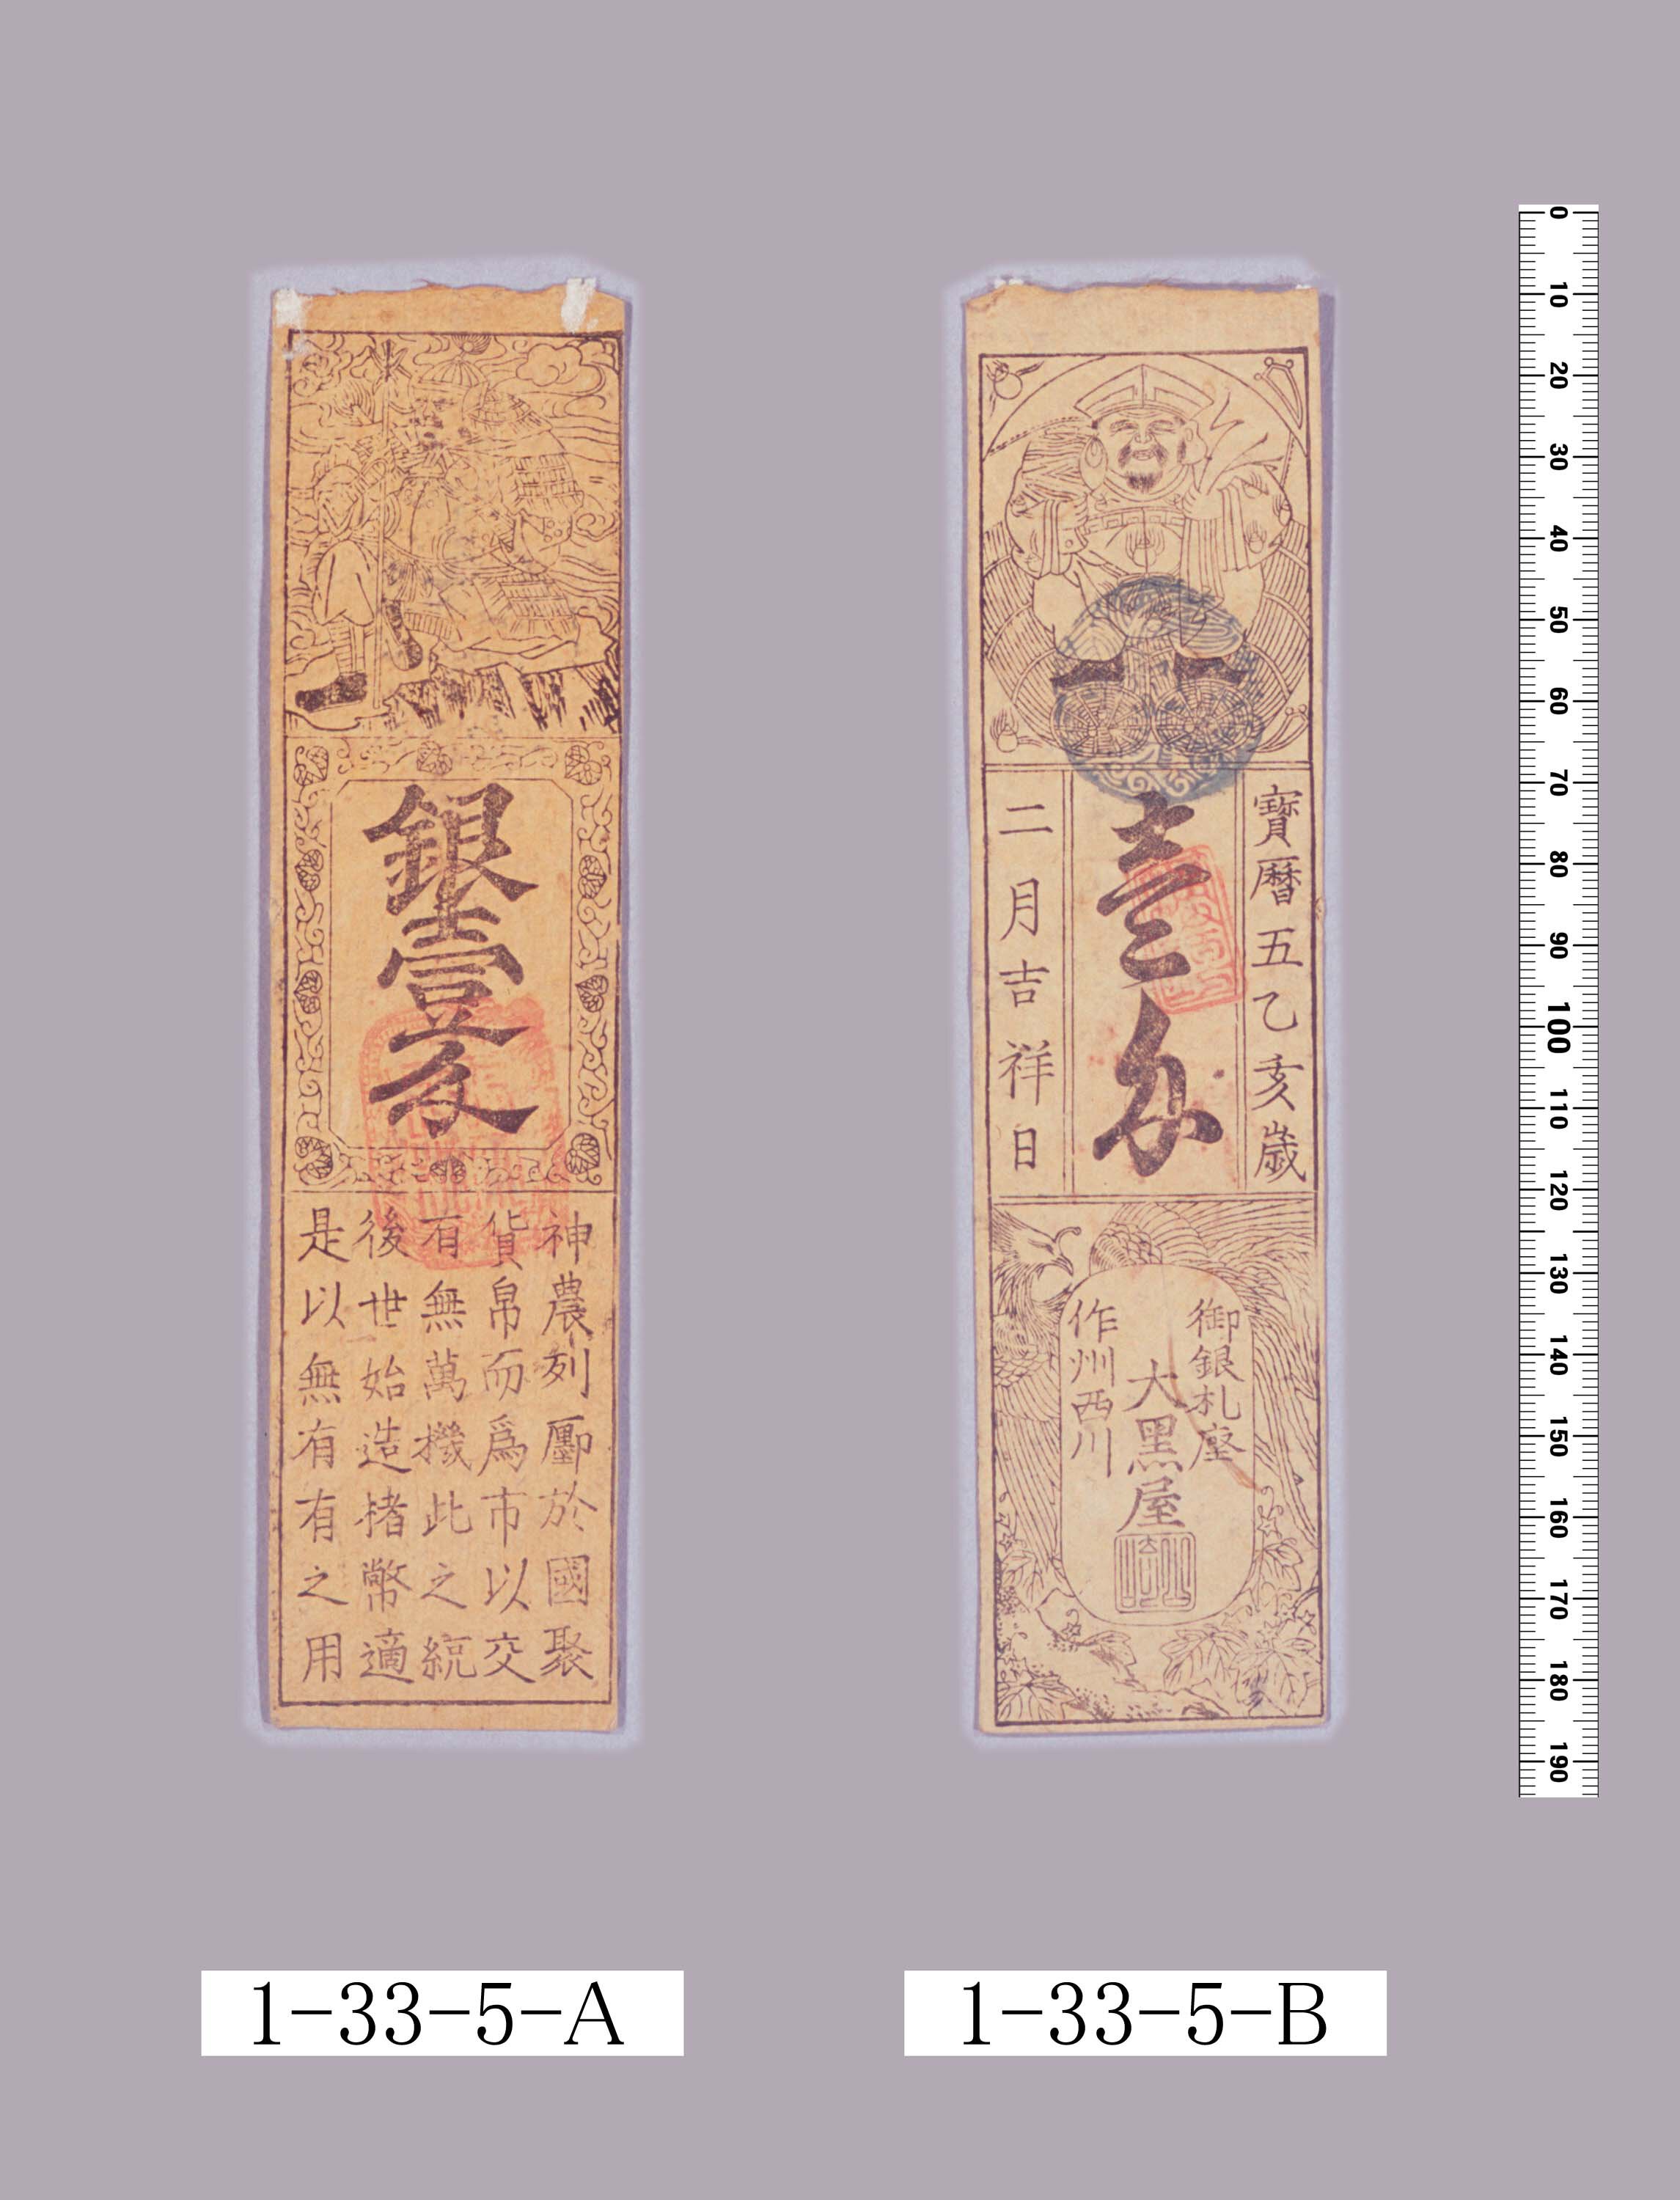 銀壹匁
神農列廛於國聚
貨帛而爲市以交
有無萬機此之統
後世始造楮幣適
是以無有有之用
寶曆五乙亥歲
壹匁
二月吉祥日
御銀札座
大黑屋
作州西川
0
10
20
30
40
50
60
70
80
90
100
110
120
130
140
150
160
170
180
190
1-33-5-A
1-33-5-B